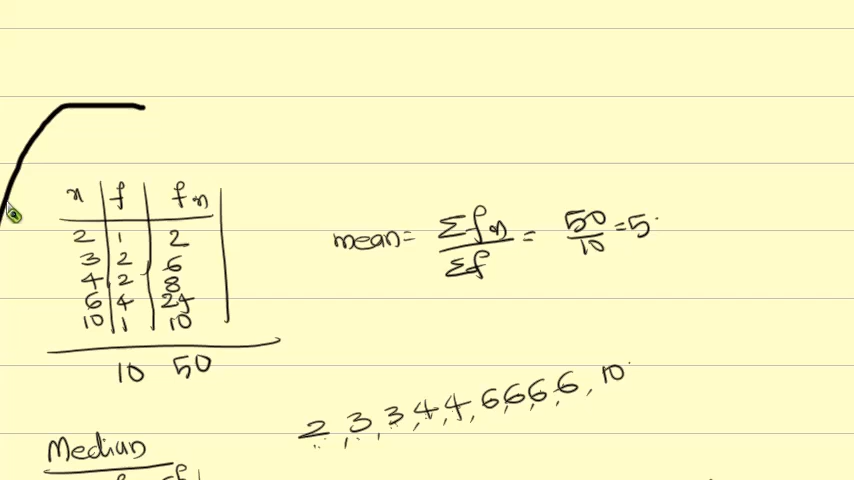 x f fx
2 1 2
3 2 6
4 2 8
6 4 24
10 1 10
10 50
mean = Σfx / Σf = 50/10 = 5
2, 3, 3, 4, 4, 6, 6, 6, 6, 10
Median